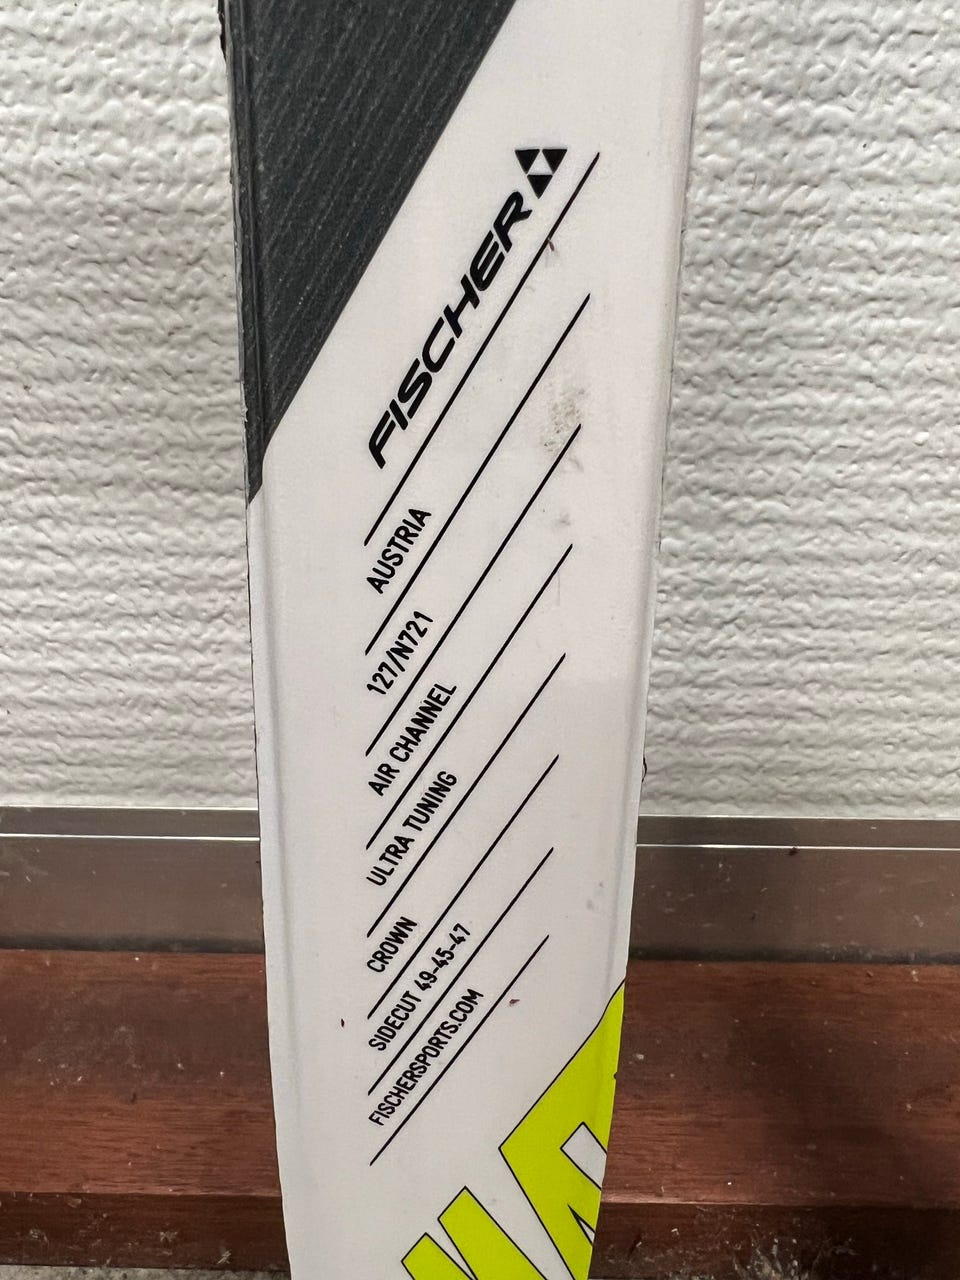 FISCHER
AUSTRIA
127/N721
AIR CHANNEL
ULTRA TUNING
CROWN
SIDECUT 49-45-47
FISCHERSPORTS.COM